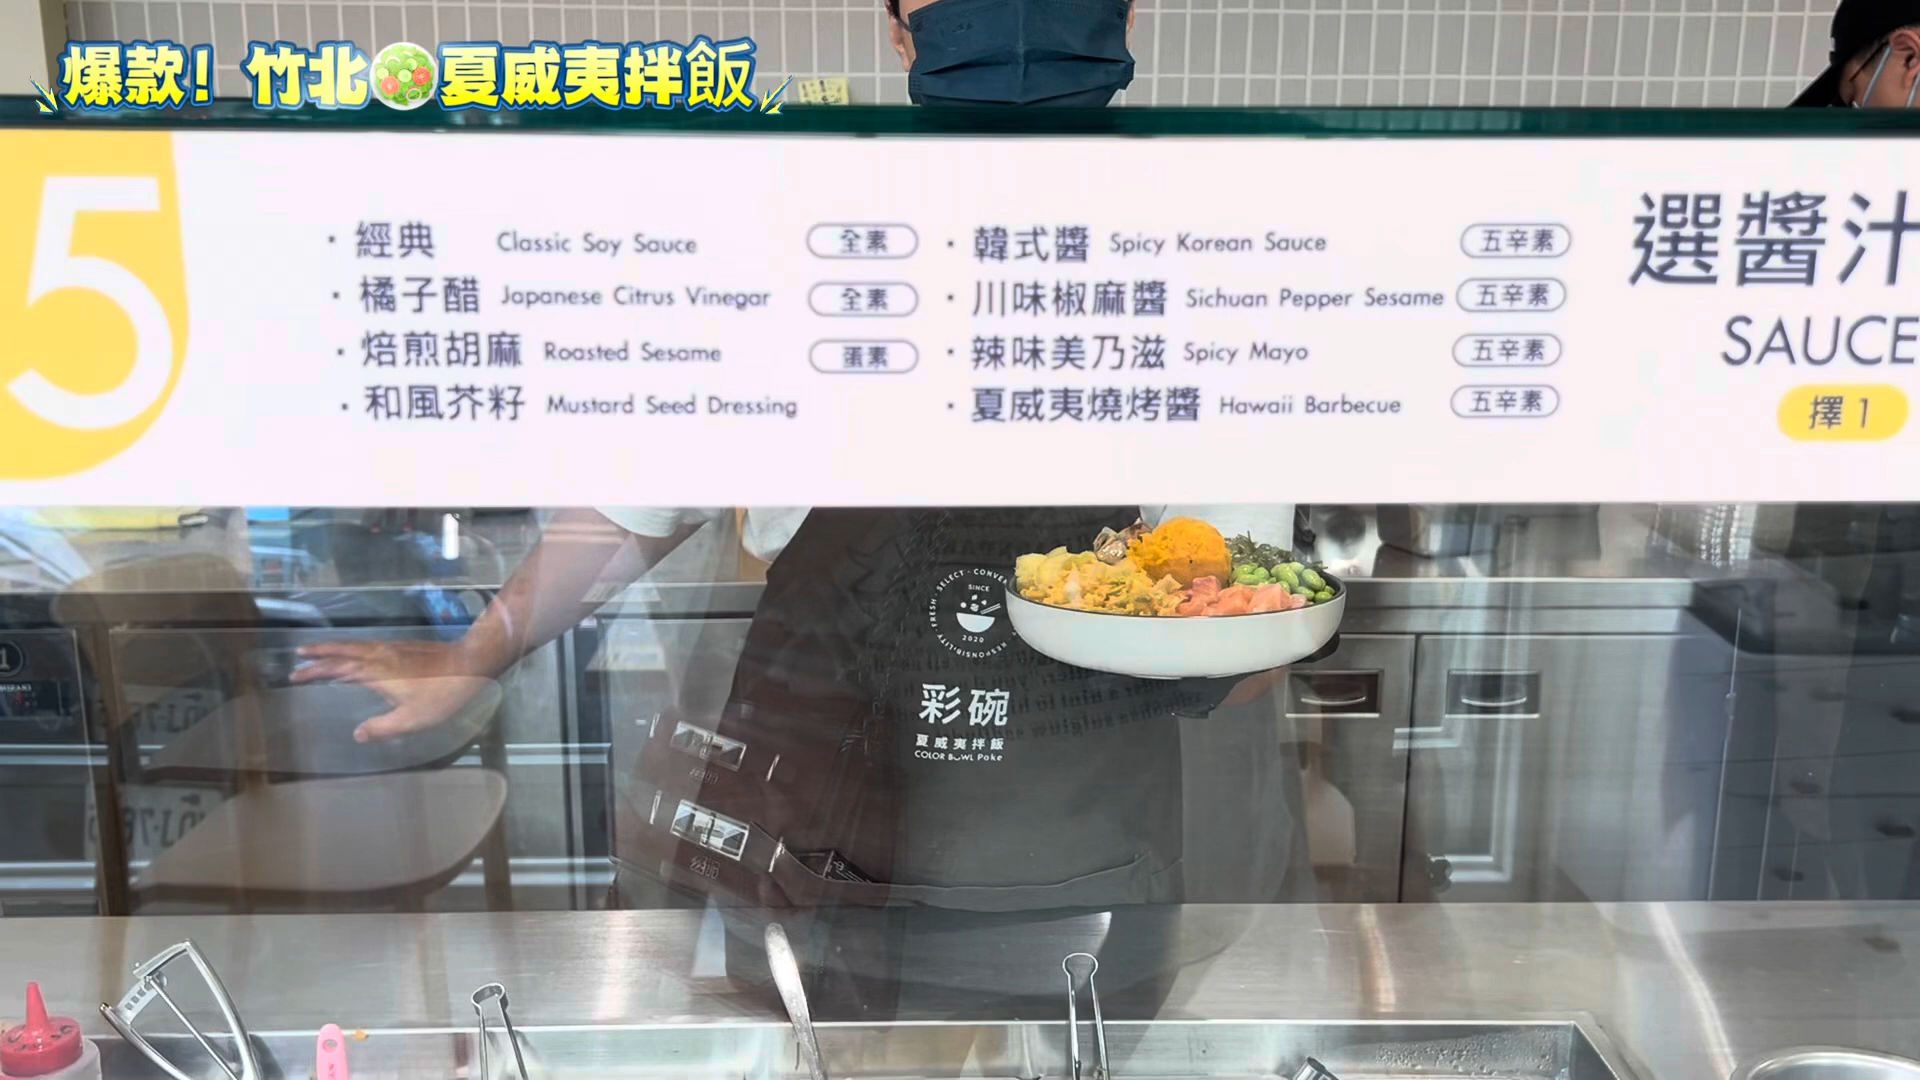 爆款！竹北夏威夷拌飯
5
· 經典 Classic Soy Sauce 全素
· 橘子醋 Japanese Citrus Vinegar 全素
· 焙煎胡麻 Roasted Sesame 蛋素
· 和風芥籽 Mustard Seed Dressing
· 韓式醬 Spicy Korean Sauce 五辛素
· 川味椒麻醬 Sichuan Pepper Sesame 五辛素
· 辣味美乃滋 Spicy Mayo 五辛素
· 夏威夷燒烤醬 Hawaii Barbecue 五辛素
選醬汁
SAUCE
擇 1
FRESH · SELECT · CONVE
RESPONSIBILITY
SINCE
2020
彩碗
夏威夷拌飯
COLOR BOWL Poke